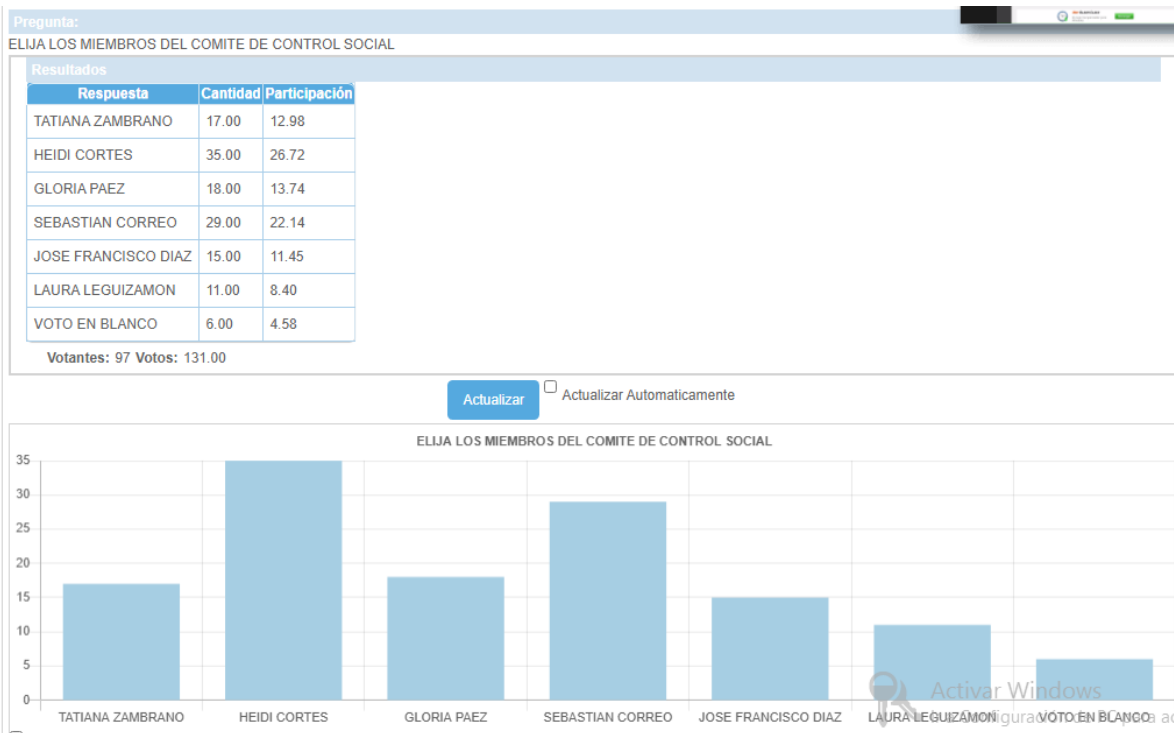 Pregunta:
ELIJA LOS MIEMBROS DEL COMITE DE CONTROL SOCIAL
Resultados
Respuesta Cantidad Participación
TATIANA ZAMBRANO 17.00 12.98
HEIDI CORTES 35.00 26.72
GLORIA PAEZ 18.00 13.74
SEBASTIAN CORREO 29.00 22.14
JOSE FRANCISCO DIAZ 15.00 11.45
LAURA LEGUIZAMON 11.00 8.40
VOTO EN BLANCO 6.00 4.58
Votantes: 97 Votos: 131.00
Actualizar Actualizar Automaticamente
ELIJA LOS MIEMBROS DEL COMITE DE CONTROL SOCIAL
35
30
25
20
15
10
5
0
Activar Windows
TATIANA ZAMBRANO HEIDI CORTES GLORIA PAEZ SEBASTIAN CORREO JOSE FRANCISCO DIAZ LAURA LEGUIZAMON VOTO EN BLANCO